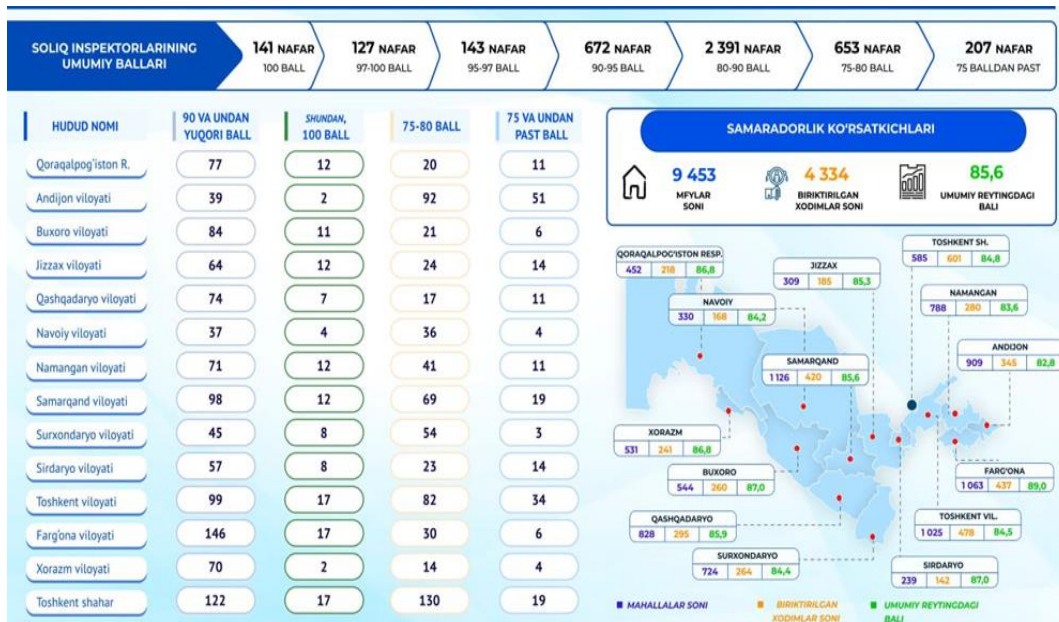 SOLIQ INSPEKTORLARINING
UMUMIY BALLARI
141 NAFAR
100 BALL
127 NAFAR
97-100 BALL
143 NAFAR
95-97 BALL
672 NAFAR
90-95 BALL
2 391 NAFAR
80-90 BALL
653 NAFAR
75-80 BALL
207 NAFAR
75 BALLDAN PAST
HUDUD NOMI
90 VA UNDAN
YUQORI BALL
SHUNDAN,
100 BALL
75-80 BALL
75 VA UNDAN
PAST BALL
Qoraqalpog'iston R. 77 12 20 11
Andijon viloyati 39 2 92 51
Buxoro viloyati 84 11 21 6
Jizzax viloyati 64 12 24 14
Qashqadaryo viloyati 74 7 17 11
Navoiy viloyati 37 4 36 4
Namangan viloyati 71 12 41 11
Samarqand viloyati 98 12 69 19
Surxondaryo viloyati 45 8 54 3
Sirdaryo viloyati 57 8 23 14
Toshkent viloyati 99 17 82 34
Farg'ona viloyati 146 17 30 6
Xorazm viloyati 70 2 14 4
Toshkent shahar 122 17 130 19
SAMARADORLIK KO'RSATKICHLARI
9 453
MFYLAR
SONI
4 334
BIRIKTIRILGAN
XODIMLAR SONI
85,6
UMUMIY REYTINGDAGI
BALI
QORAQALPOG'ISTON RESP.
452 218 86,8
JIZZAX
309 185 85,3
TOSHKENT SH.
585 601 84,8
NAVOIY
330 168 84,2
NAMANGAN
788 280 83,6
SAMARQAND
1 126 420 85,6
ANDIJON
909 345 82,8
XORAZM
531 241 86,8
BUXORO
544 260 87,0
FARG'ONA
1 063 437 89,0
QASHQADARYO
828 295 85,9
TOSHKENT VIL.
1 025 478 84,5
SURXONDARYO
724 264 84,4
SIRDARYO
239 142 87,0
MAHALLALAR SONI
BIRIKTIRILGAN
XODIMLAR SONI
UMUMIY REYTINGDAGI
BALI